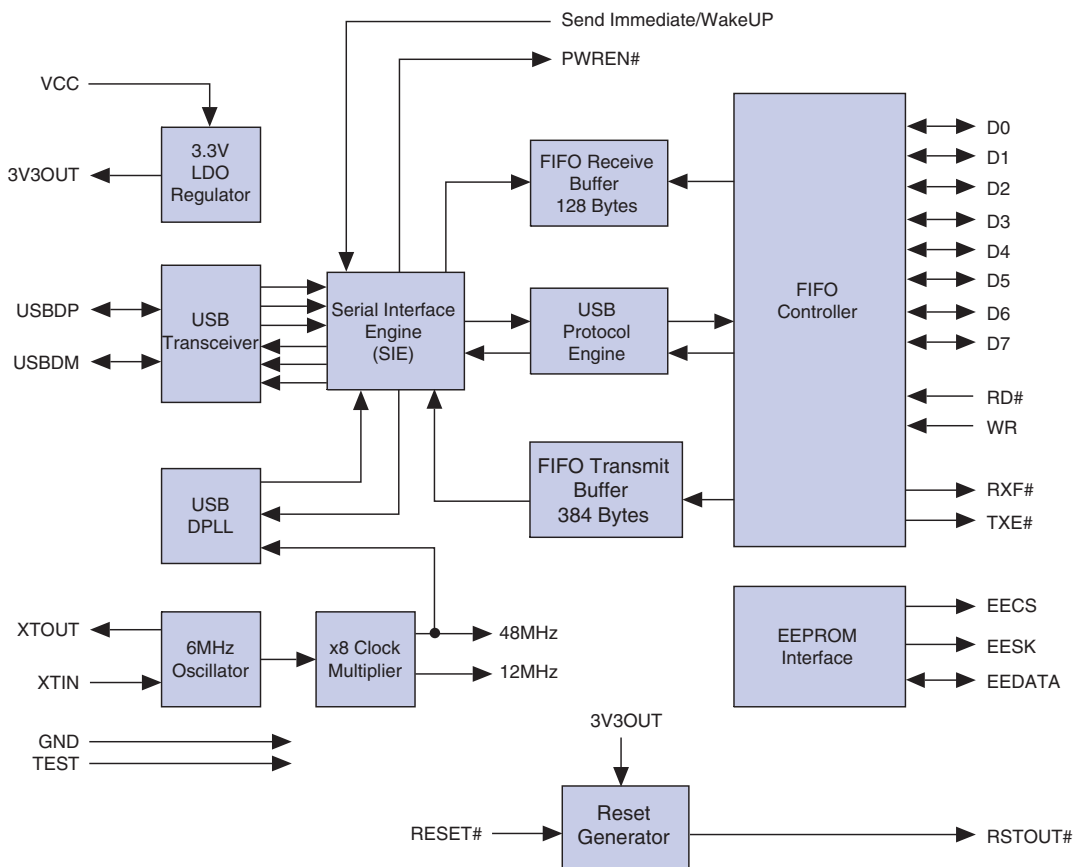 Send Immediate/WakeUP
PWREN#
VCC
3.3V
LDO
Regulator
3V3OUT
FIFO Receive
Buffer
128 Bytes
D0
D1
D2
D3
D4
D5
D6
D7
FIFO
Controller
USBDP
USBDM
USB
Transceiver
Serial Interface
Engine
(SIE)
USB
Protocol
Engine
RD#
WR
RXF#
TXE#
USB
DPLL
FIFO Transmit
Buffer
384 Bytes
XTOUT
XTIN
6MHz
Oscillator
x8 Clock
Multiplier
48MHz
12MHz
EEPROM
Interface
EECS
EESK
EEDATA
GND
TEST
3V3OUT
RESET#
Reset
Generator
RSTOUT#